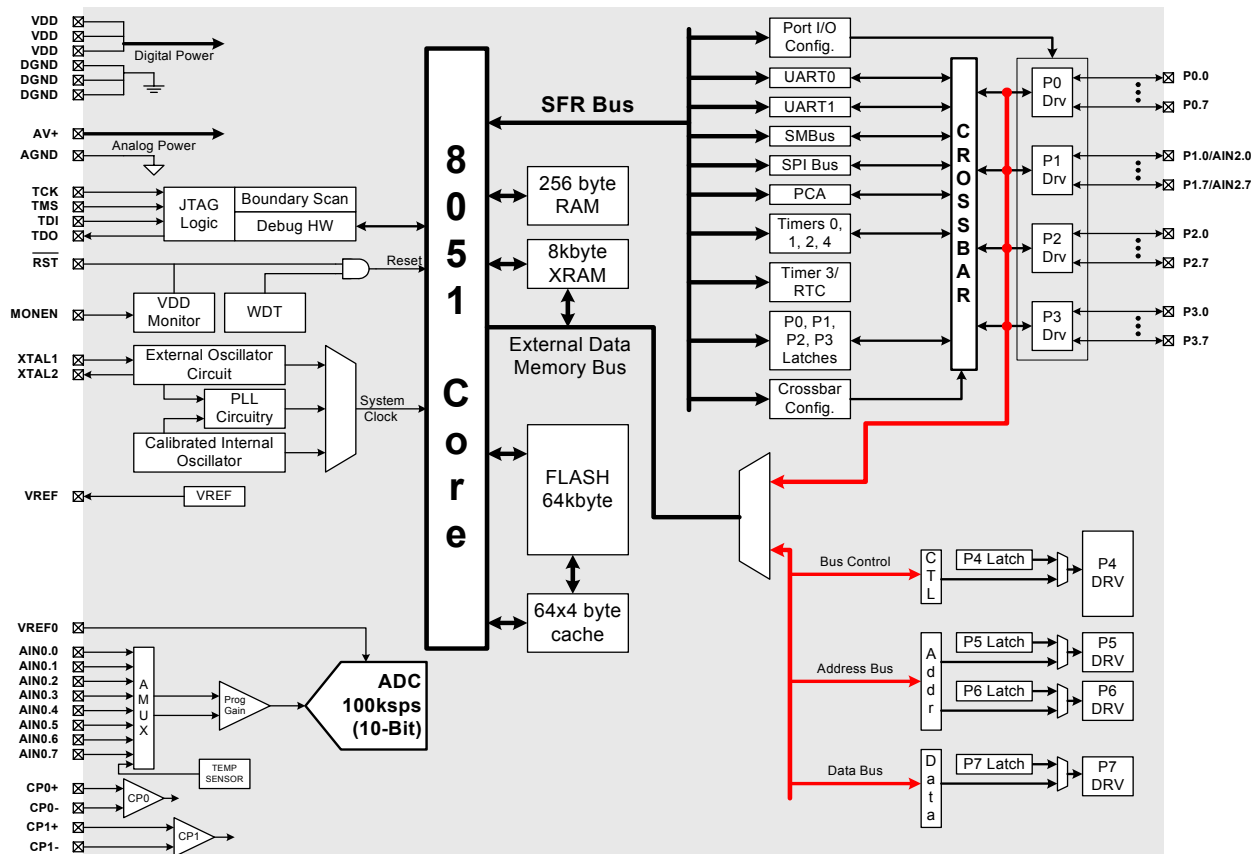 VDD
VDD
VDD
Digital Power
DGND
DGND
DGND
AV+
Analog Power
AGND
TCK
TMS
TDI
TDO
JTAG
Logic
Boundary Scan
Debug HW
RST
Reset
MONEN
VDD
Monitor
WDT
XTAL1
XTAL2
External Oscillator
Circuit
PLL
Circuitry
Calibrated Internal
Oscillator
System
Clock
VREF
VREF
VREF0
AIN0.0
AIN0.1
AIN0.2
AIN0.3
AIN0.4
AIN0.5
AIN0.6
AIN0.7
AMUX
Prog
Gain
ADC
100ksps
(10-Bit)
TEMP
SENSOR
CP0+
CP0-
CP0
CP1+
CP1-
CP1
8051 Core
SFR Bus
256 byte
RAM
8kbyte
XRAM
External Data
Memory Bus
FLASH
64kbyte
64x4 byte
cache
Port I/O
Config.
UART0
UART1
SMBus
SPI Bus
PCA
Timers 0,
1, 2, 4
Timer 3/
RTC
P0, P1,
P2, P3
Latches
Crossbar
Config.
CROSSBAR
P0
Drv
P1
Drv
P2
Drv
P3
Drv
P0.0
P0.7
P1.0/AIN2.0
P1.7/AIN2.7
P2.0
P2.7
P3.0
P3.7
Bus Control
CTL
P4 Latch
P4
DRV
Address Bus
Addr
P5 Latch
P5
DRV
P6 Latch
P6
DRV
Data Bus
Data
P7 Latch
P7
DRV